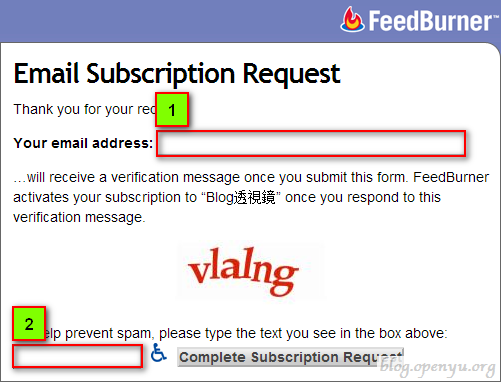 FeedBurner™
Email Subscription Request
Thank you for your req
1
Your email address:
…will receive a verification message once you submit this form. FeedBurner
activates your subscription to “Blog透視鏡” once you respond to this
verification message.
vlalng
2
elp prevent spam, please type the text you see in the box above:
Complete Subscription Request
blog.openyu.org